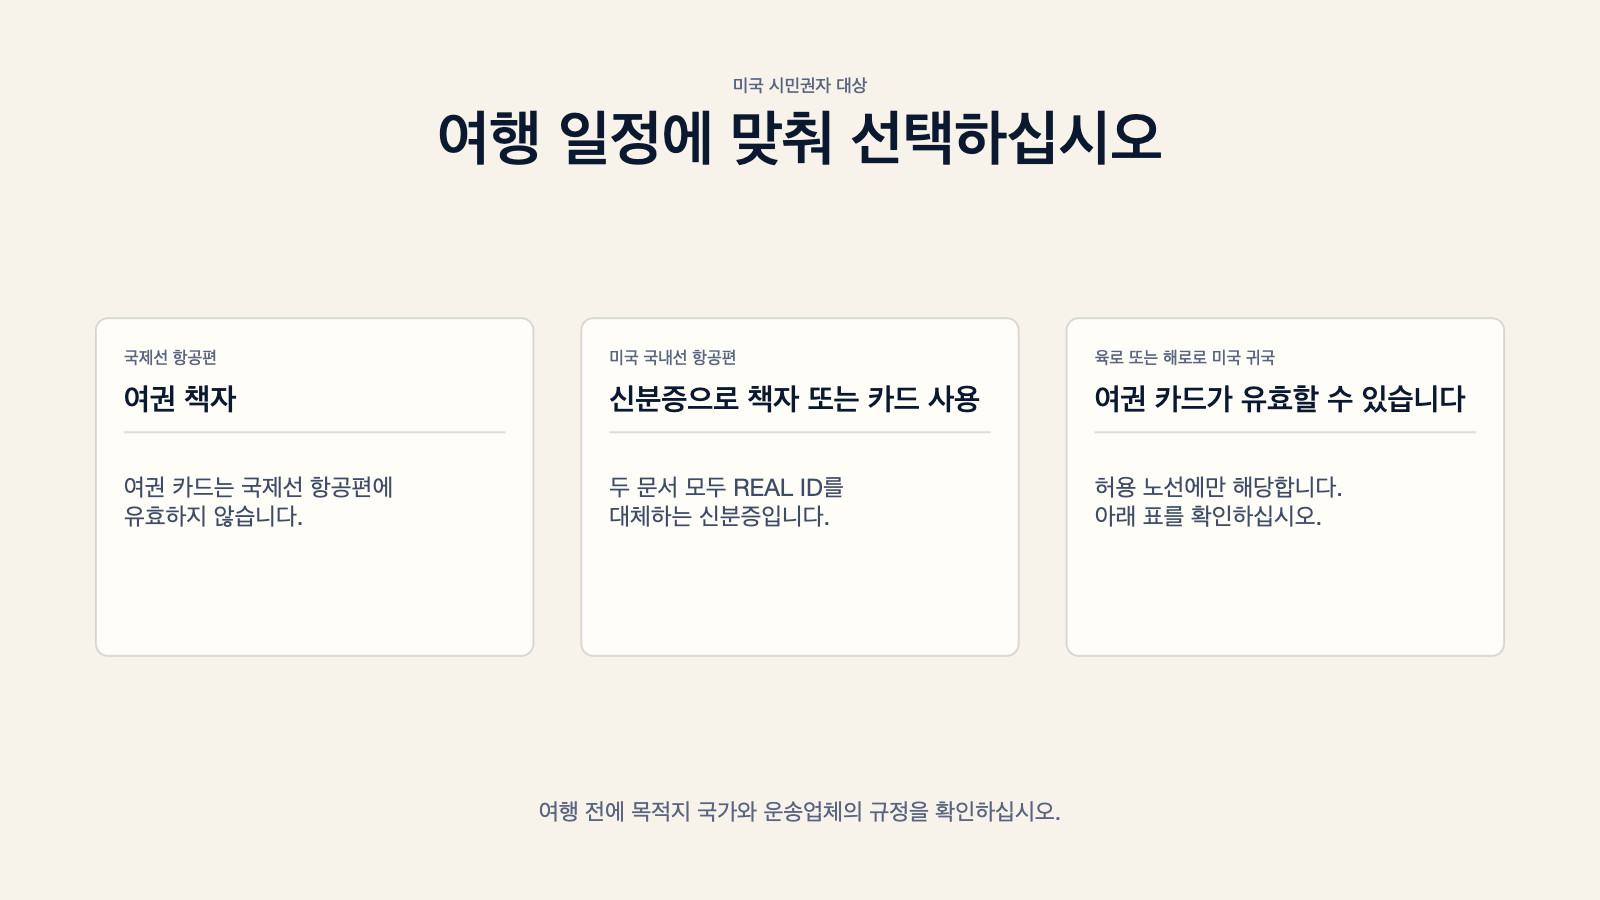 미국 시민권자 대상
여행 일정에 맞춰 선택하십시오
국제선 항공편
여권 책자
여권 카드는 국제선 항공편에
유효하지 않습니다.
미국 국내선 항공편
신분증으로 책자 또는 카드 사용
두 문서 모두 REAL ID를
대체하는 신분증입니다.
육로 또는 해로로 미국 귀국
여권 카드가 유효할 수 있습니다
허용 노선에만 해당합니다.
아래 표를 확인하십시오.
여행 전에 목적지 국가와 운송업체의 규정을 확인하십시오.